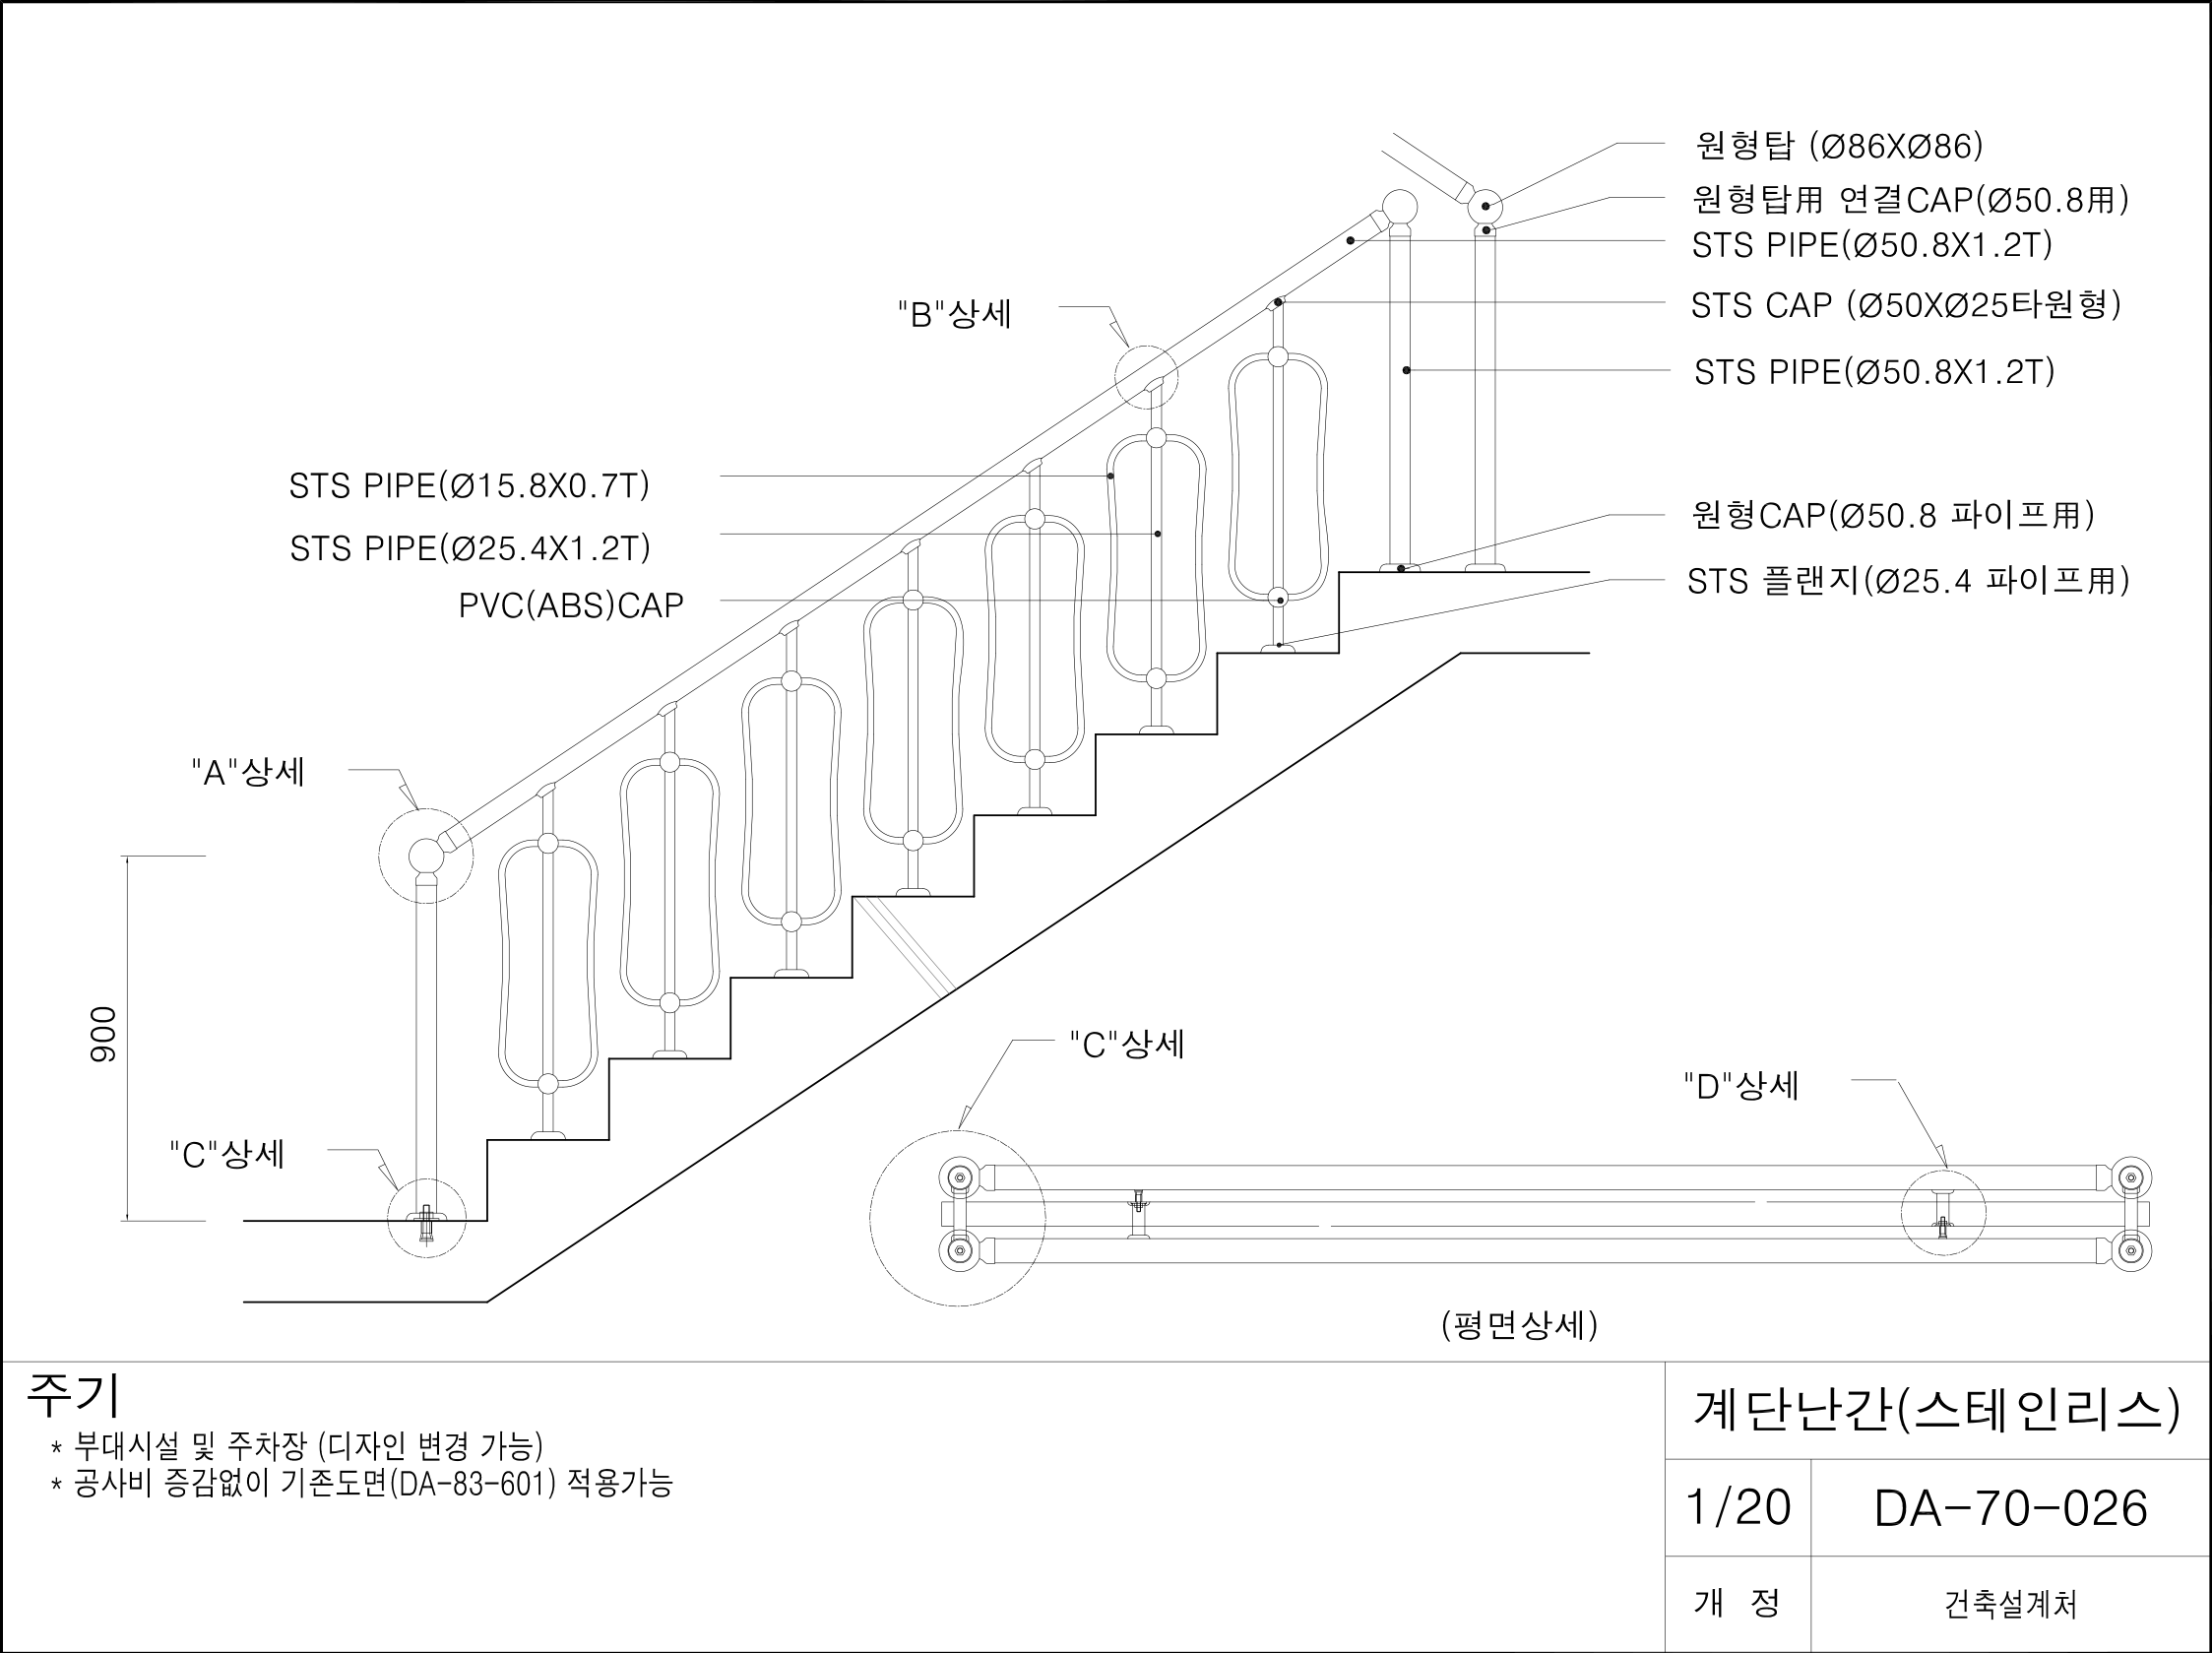 원형탑 (Ø86XØ86)
원형탑用 연결CAP(Ø50.8用)
STS PIPE(Ø50.8X1.2T)
"B"상세
STS CAP (Ø50XØ25타원형)
STS PIPE(Ø50.8X1.2T)
STS PIPE(Ø15.8X0.7T)
원형CAP(Ø50.8 파이프用)
STS PIPE(Ø25.4X1.2T)
STS 플랜지(Ø25.4 파이프用)
PVC(ABS)CAP
"A"상세
900
"C"상세
"C"상세
"D"상세
(평면상세)
주기
* 부대시설 및 주차장 (디자인 변경 가능)
* 공사비 증감없이 기존도면(DA-83-601) 적용가능
계단난간(스테인리스)
1/20
DA-70-026
개 정
건축설계처